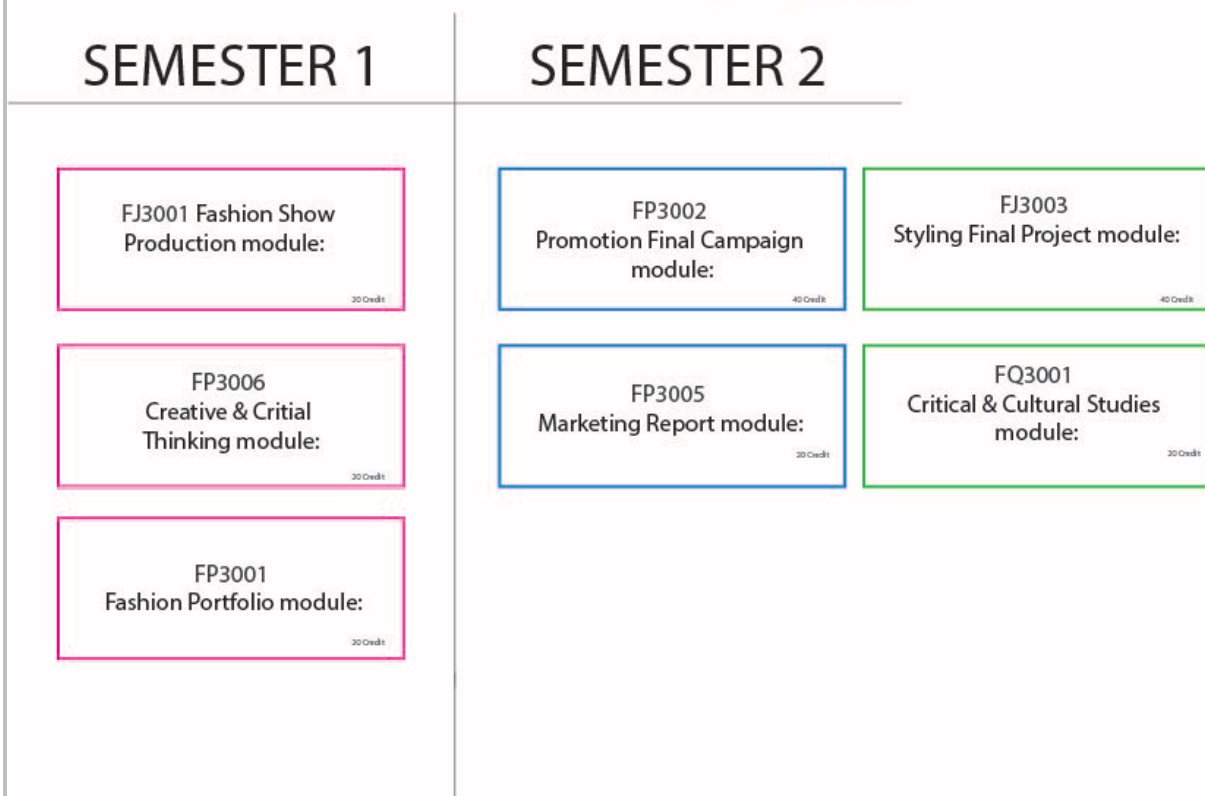 SEMESTER 1
SEMESTER 2
FJ3001 Fashion Show
Production module:
20 Credit
FP3006
Creative & Critial
Thinking module:
20 Credit
FP3001
Fashion Portfolio module:
20 Credit
FP3002
Promotion Final Campaign
module:
40 Credit
FJ3003
Styling Final Project module:
40 Credit
FP3005
Marketing Report module:
20 Credit
FQ3001
Critical & Cultural Studies
module:
20 Credit